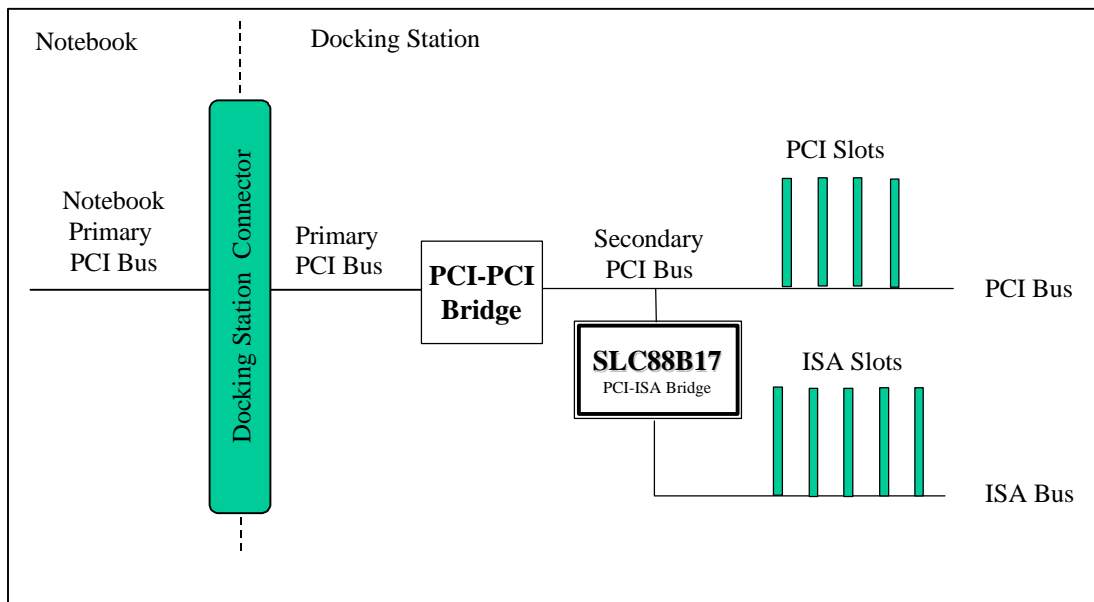 Notebook
Docking Station
PCI Slots
Notebook
Primary
PCI Bus
Docking Station Connector
Primary
PCI Bus
PCI-PCI
Bridge
Secondary
PCI Bus
PCI Bus
SLC88B17
PCI-ISA Bridge
ISA Slots
ISA Bus